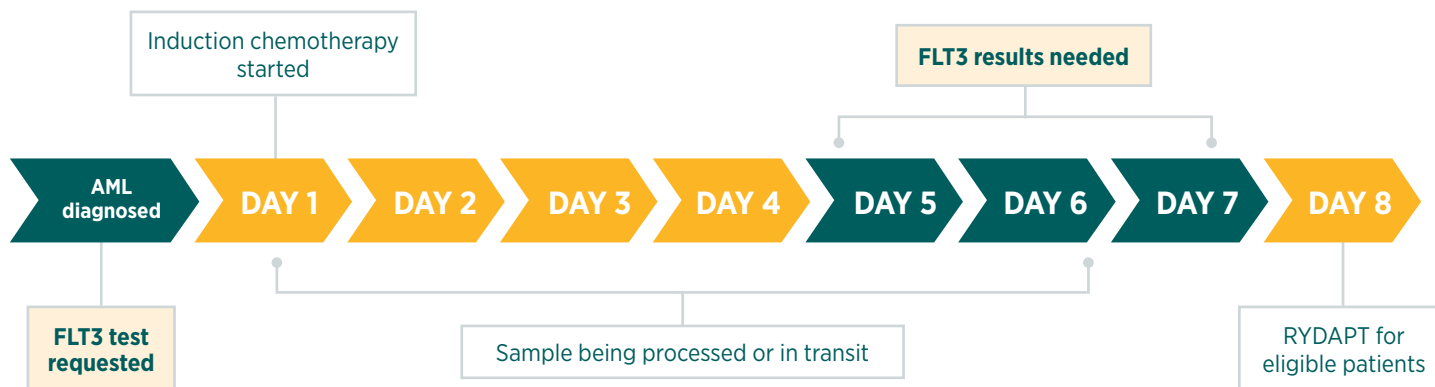 Induction chemotherapy
started
FLT3 results needed
AML
diagnosed
DAY 1
DAY 2
DAY 3
DAY 4
DAY 5
DAY 6
DAY 7
DAY 8
FLT3 test
requested
Sample being processed or in transit
RYDAPT for
eligible patients